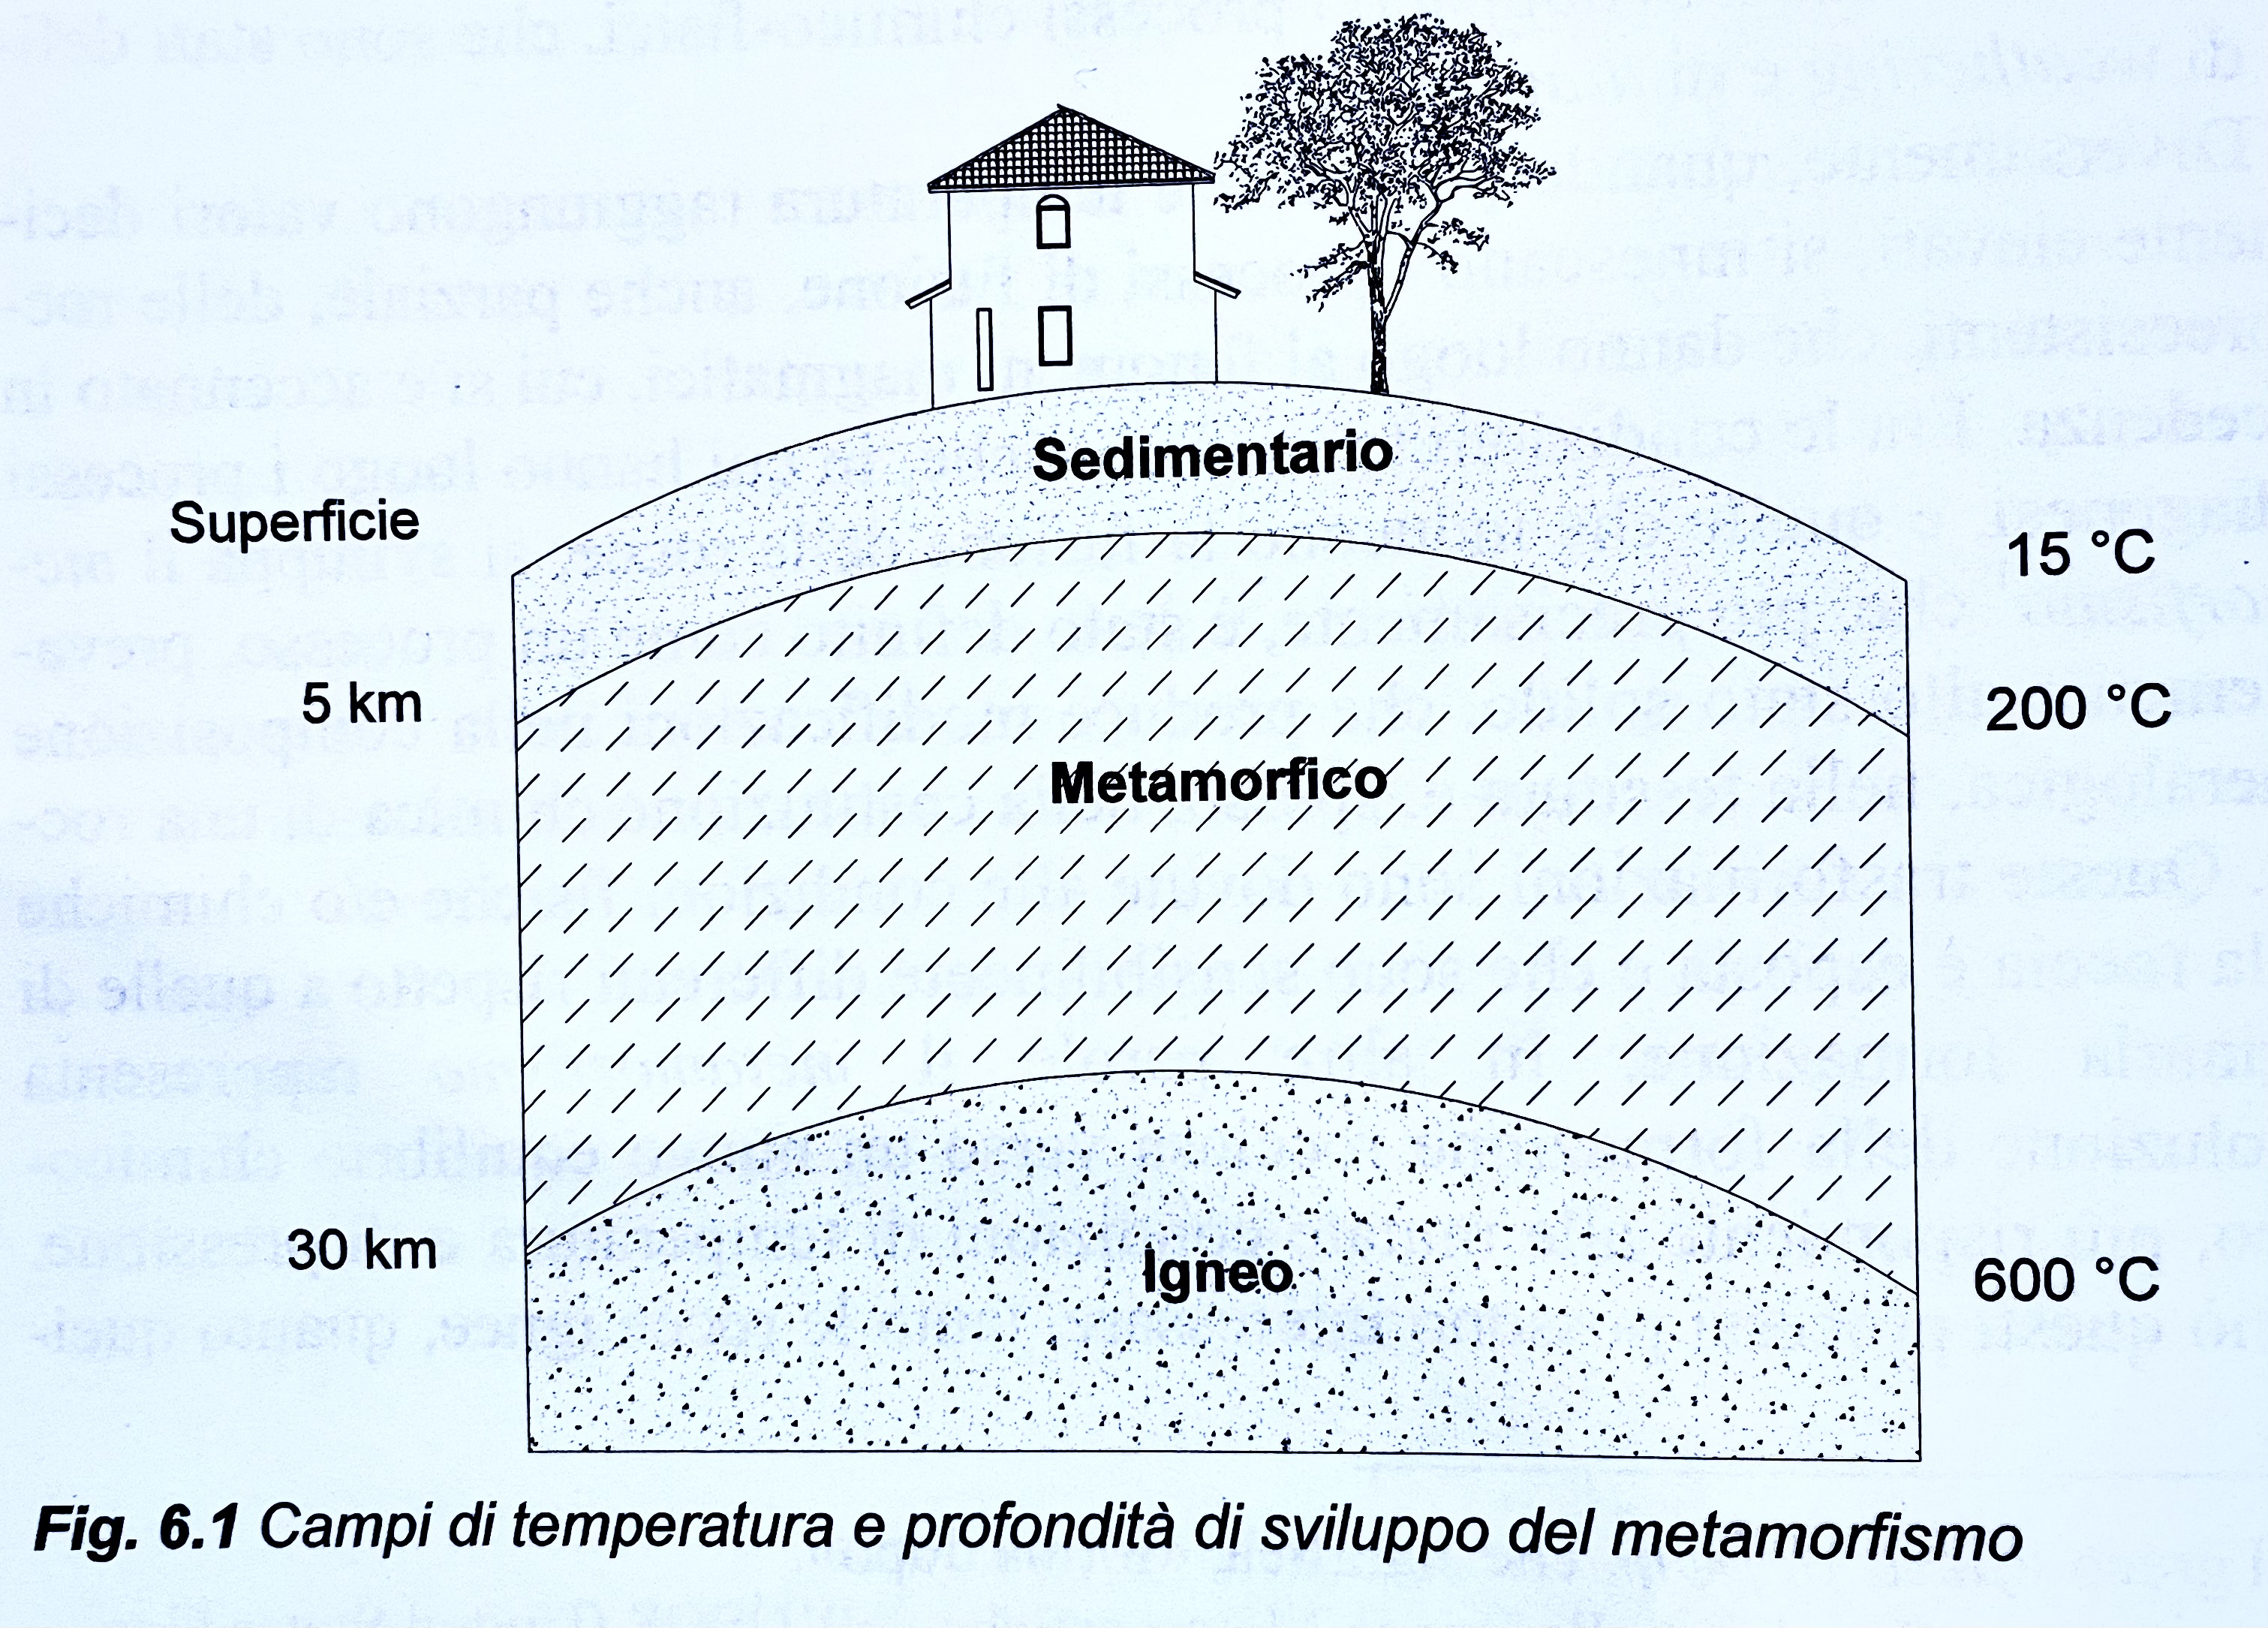 Sedimentario
Superficie
15 °C
5 km
200 °C
Metamorfico
30 km
Igneo
600 °C
Fig. 6.1 Campi di temperatura e profondità di sviluppo del metamorfismo